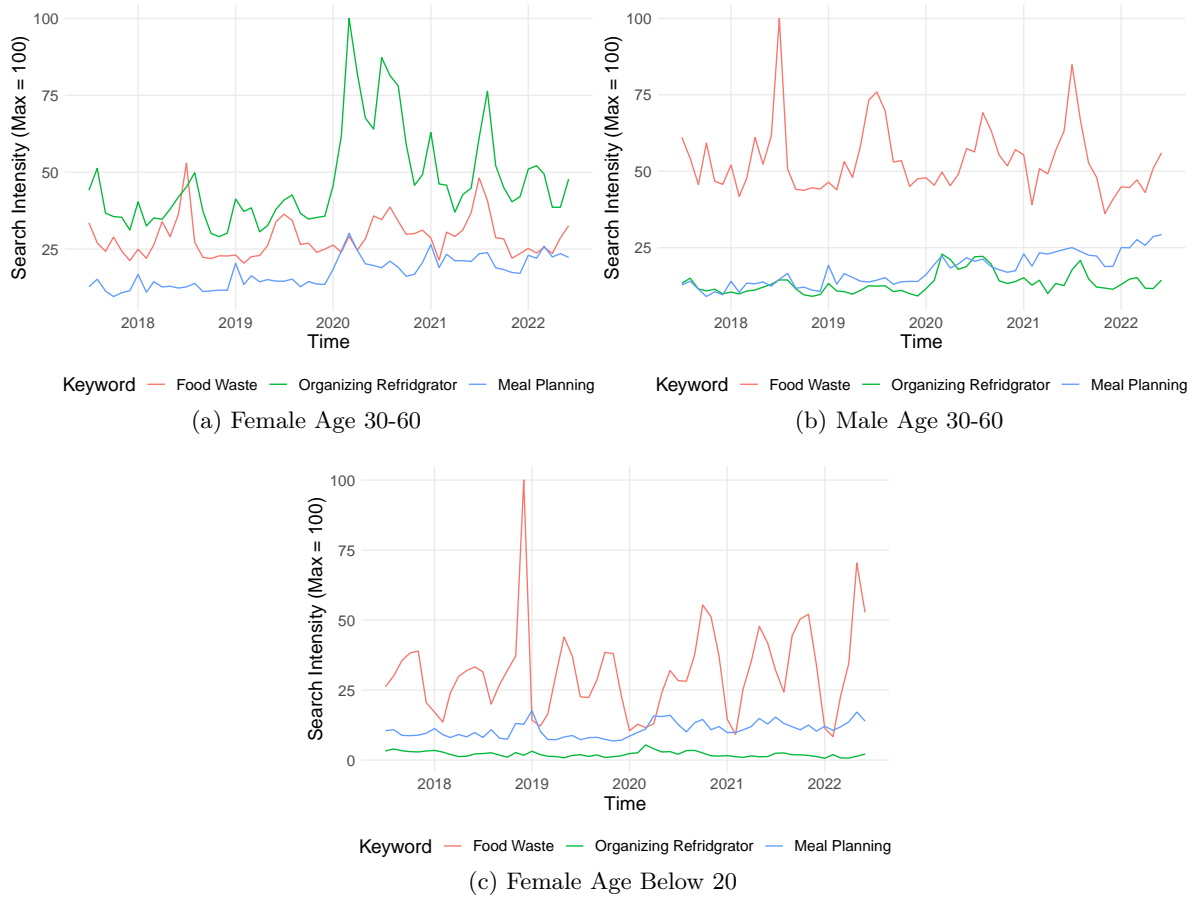 Search Intensity (Max = 100)
100
75
50
25
2018 2019 2020 2021 2022
Time
Keyword Food Waste Organizing Refridgrator Meal Planning
(a) Female Age 30-60
Search Intensity (Max = 100)
100
75
50
25
2018 2019 2020 2021 2022
Time
Keyword Food Waste Organizing Refridgrator Meal Planning
(b) Male Age 30-60
Search Intensity (Max = 100)
100
75
50
25
0
2018 2019 2020 2021 2022
Time
Keyword Food Waste Organizing Refridgrator Meal Planning
(c) Female Age Below 20